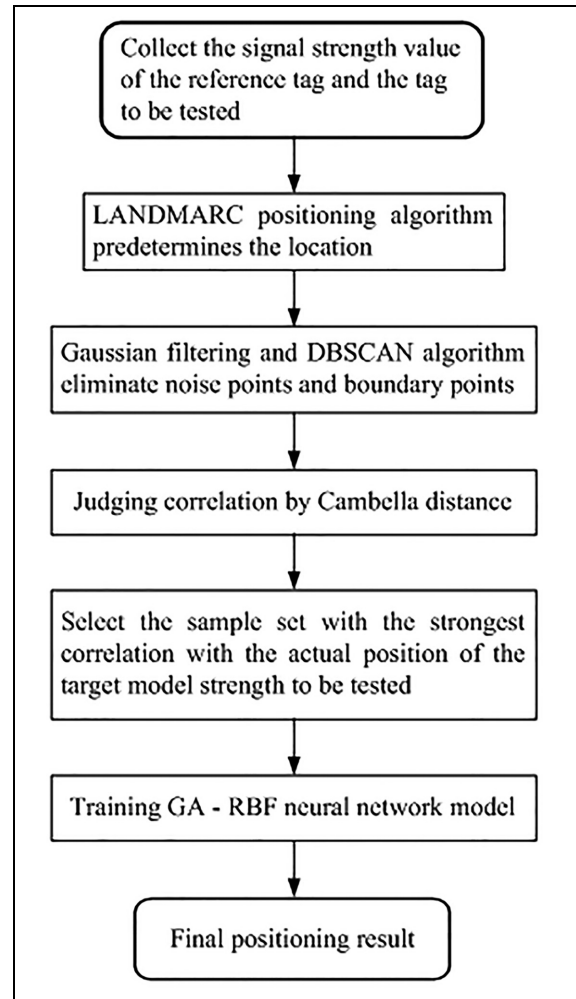 Collect the signal strength value
of the reference tag and the tag
to be tested
LANDMARC positioning algorithm
predetermines the location
Gaussian filtering and DBSCAN algorithm
eliminate noise points and boundary points
Judging correlation by Cambella distance
Select the sample set with the strongest
correlation with the actual position of the
target model strength to be tested
Training GA - RBF neural network model
Final positioning result